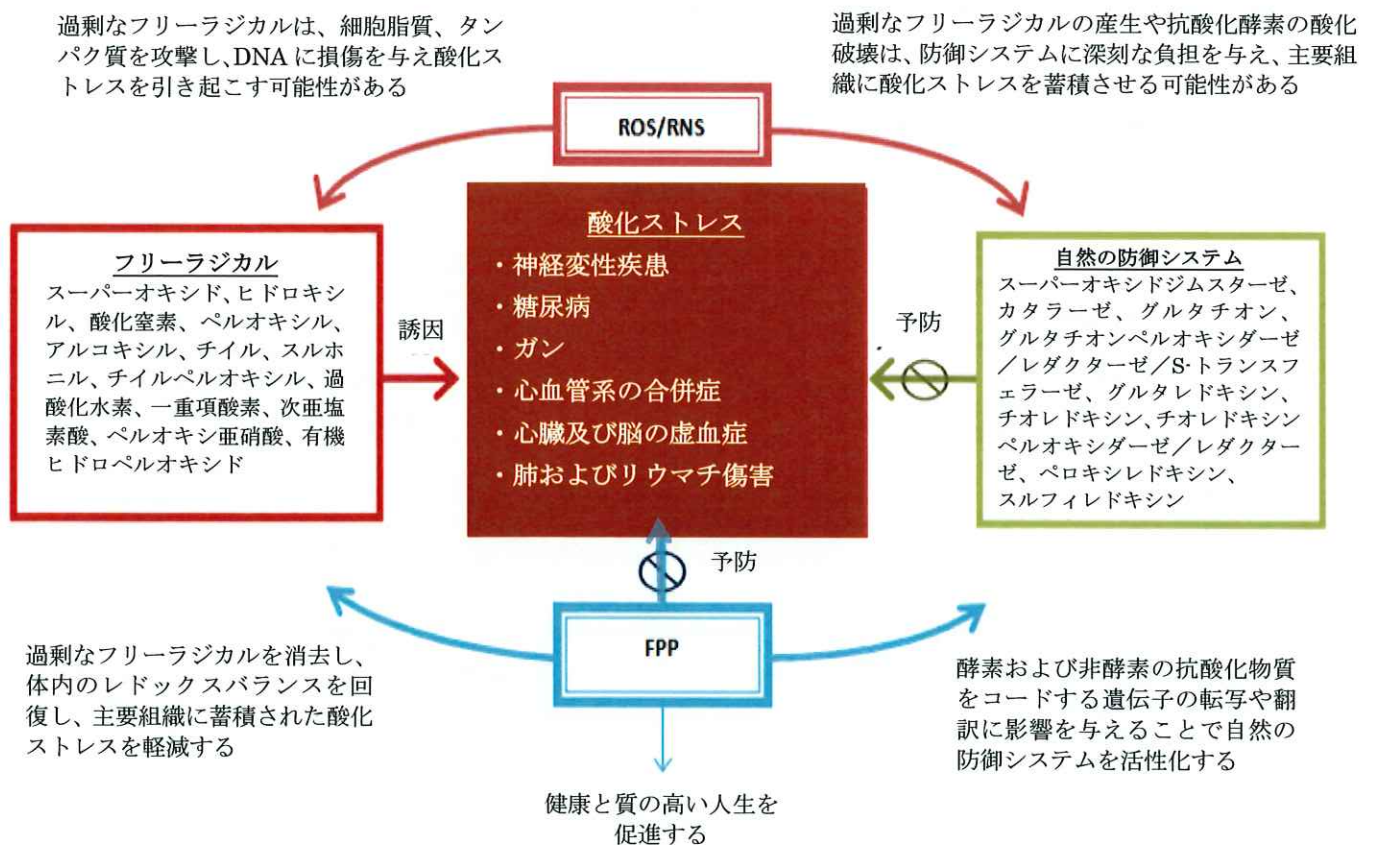 過剰なフリーラジカルは、細胞脂質、タン
パク質を攻撃し、DNA に損傷を与え酸化ス
トレスを引き起こす可能性がある
過剰なフリーラジカルの産生や抗酸化酵素の酸化
破壊は、防御システムに深刻な負担を与え、主要組
織に酸化ストレスを蓄積させる可能性がある
ROS/RNS
フリーラジカル
スーパーオキシド、ヒドロキシ
ル、酸化窒素、ペルオキシル、
アルコキシル、チイル、スルホ
ニル、チイルペルオキシル、過
酸化水素、一重項酸素、次亜塩
素酸、ペルオキシ亜硝酸、有機
ヒドロペルオキシド
誘因
酸化ストレス
・神経変性疾患
・糖尿病
・ガン
・心血管系の合併症
・心臓及び脳の虚血症
・肺およびリウマチ傷害
予防
自然の防御システム
スーパーオキシドジムスターゼ、
カタラーゼ、グルタチオン、
グルタチオンペルオキシダーゼ
/レダクターゼ/S-トランスフ
ェラーゼ、グルタレドキシン、
チオレドキシン、チオレドキシン
ペルオキシダーゼ/レダクター
ゼ、ペロキシレドキシン、
スルフィレドキシン
予防
FPP
過剰なフリーラジカルを消去し、
体内のレドックスバランスを回
復し、主要組織に蓄積された酸化
ストレスを軽減する
酵素および非酵素の抗酸化物質
をコードする遺伝子の転写や翻
訳に影響を与えることで自然の
防御システムを活性化する
健康と質の高い人生を
促進する